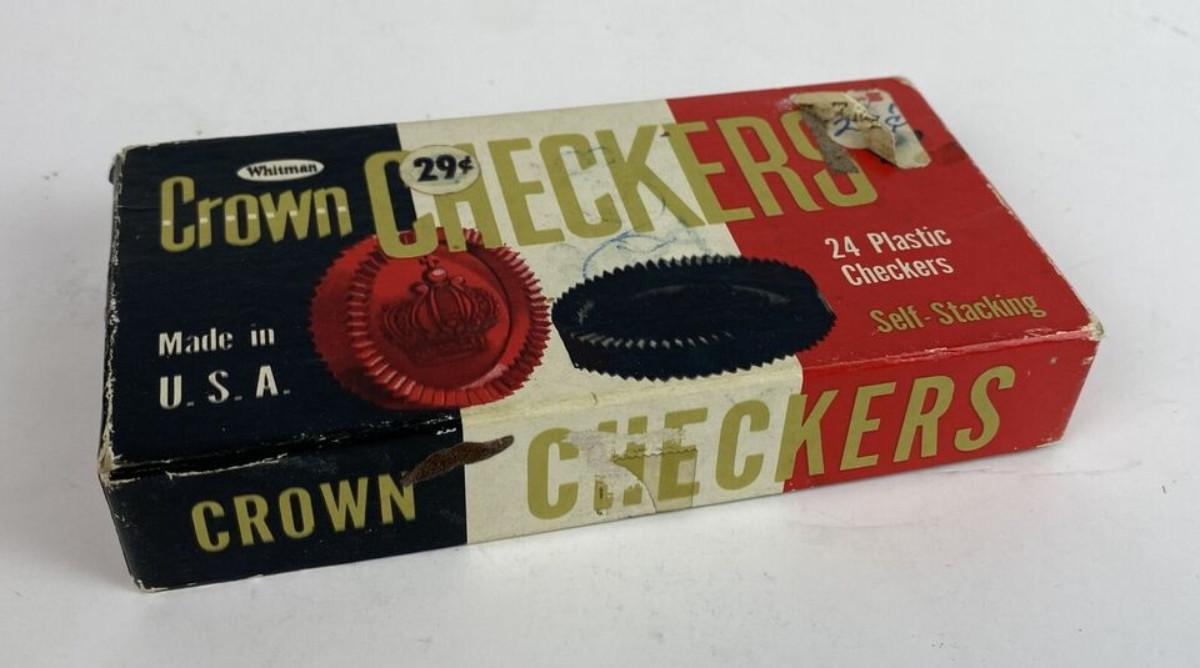 Whitman
Crown CHECKERS
29¢
24 Plastic
Checkers
Self-Stacking
Made in
U. S. A.
CROWN CHECKERS